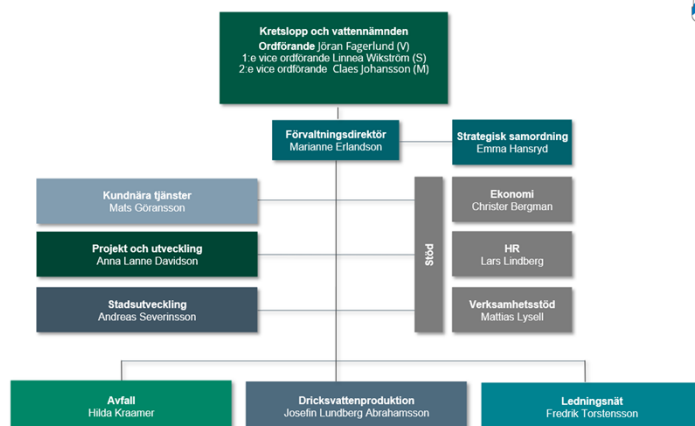 Kretslopp och vattennämnden
Ordförande Jöran Fagerlund (V)
1:e vice ordförande Linnea Wikström (S)
2:e vice ordförande Claes Johansson (M)
Förvaltningsdirektör
Marianne Erlandson
Strategisk samordning
Emma Hansryd
Kundnära tjänster
Mats Göransson
Projekt och utveckling
Anna Lanne Davidson
Stadsutveckling
Andreas Severinsson
Stöd
Ekonomi
Christer Bergman
HR
Lars Lindberg
Verksamhetsstöd
Mattias Lysell
Avfall
Hilda Kraamer
Dricksvattenproduktion
Josefin Lundberg Abrahamsson
Ledningsnät
Fredrik Torstensson